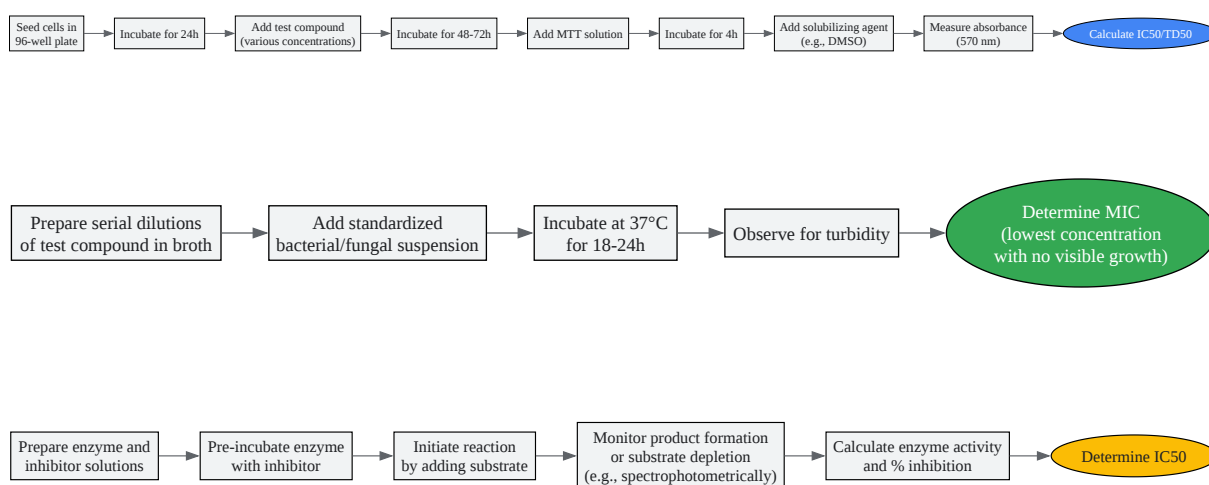 Seed cells in
96-well plate
Incubate for 24h
Add test compound
(various concentrations)
Incubate for 48-72h
Add MTT solution
Incubate for 4h
Add solubilizing agent
(e.g., DMSO)
Measure absorbance
(570 nm)
Calculate IC50/TD50
Prepare serial dilutions
of test compound in broth
Add standardized
bacterial/fungal suspension
Incubate at 37°C
for 18-24h
Observe for turbidity
Determine MIC
(lowest concentration
with no visible growth)
Prepare enzyme and
inhibitor solutions
Pre-incubate enzyme
with inhibitor
Initiate reaction
by adding substrate
Monitor product formation
or substrate depletion
(e.g., spectrophotometrically)
Calculate enzyme activity
and % inhibition
Determine IC50